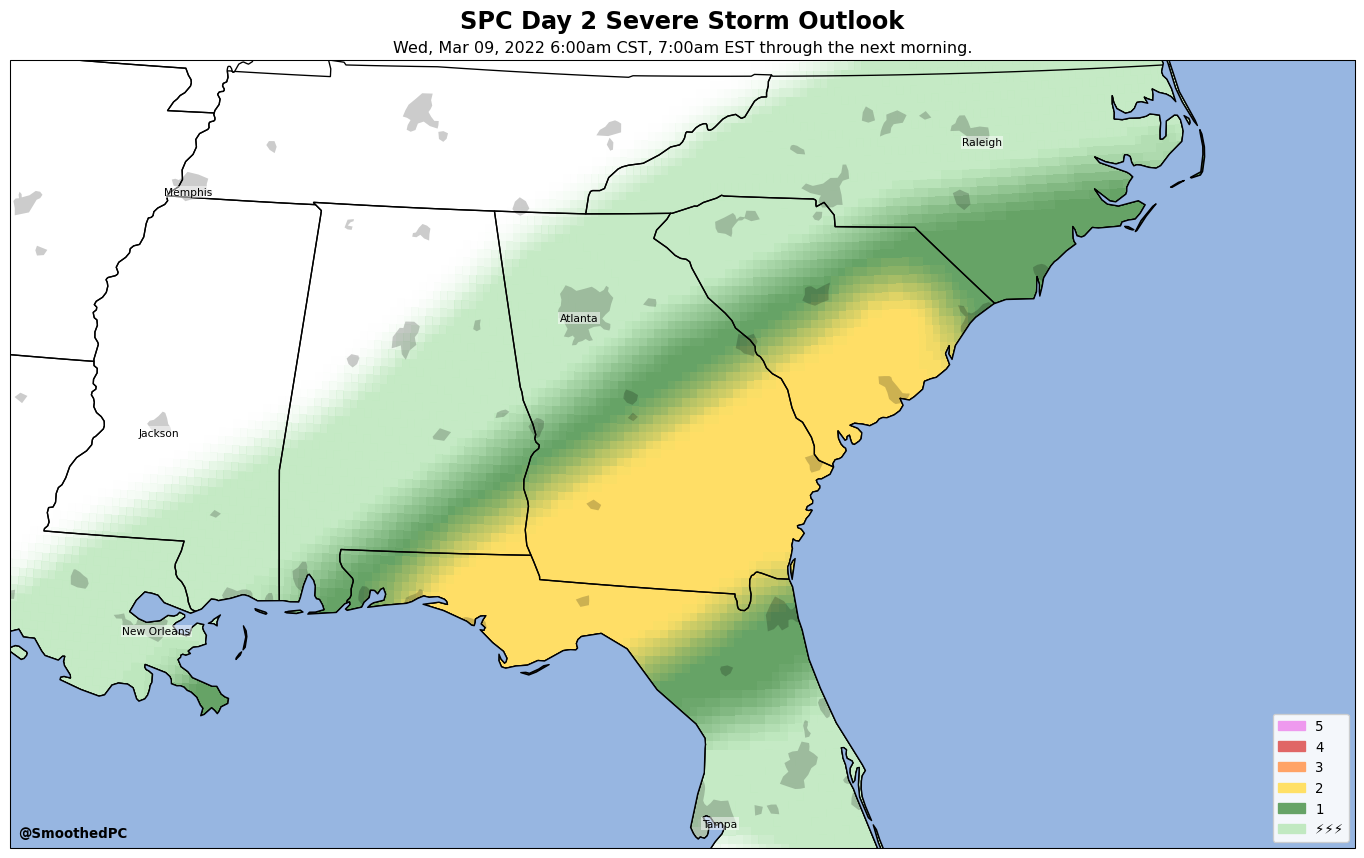 SPC Day 2 Severe Storm Outlook
Wed, Mar 09, 2022 6:00am CST, 7:00am EST through the next morning.
Raleigh
Memphis
Atlanta
Jackson
New Orleans
Tampa
5
4
3
2
1
⚡⚡⚡
@SmoothedPC